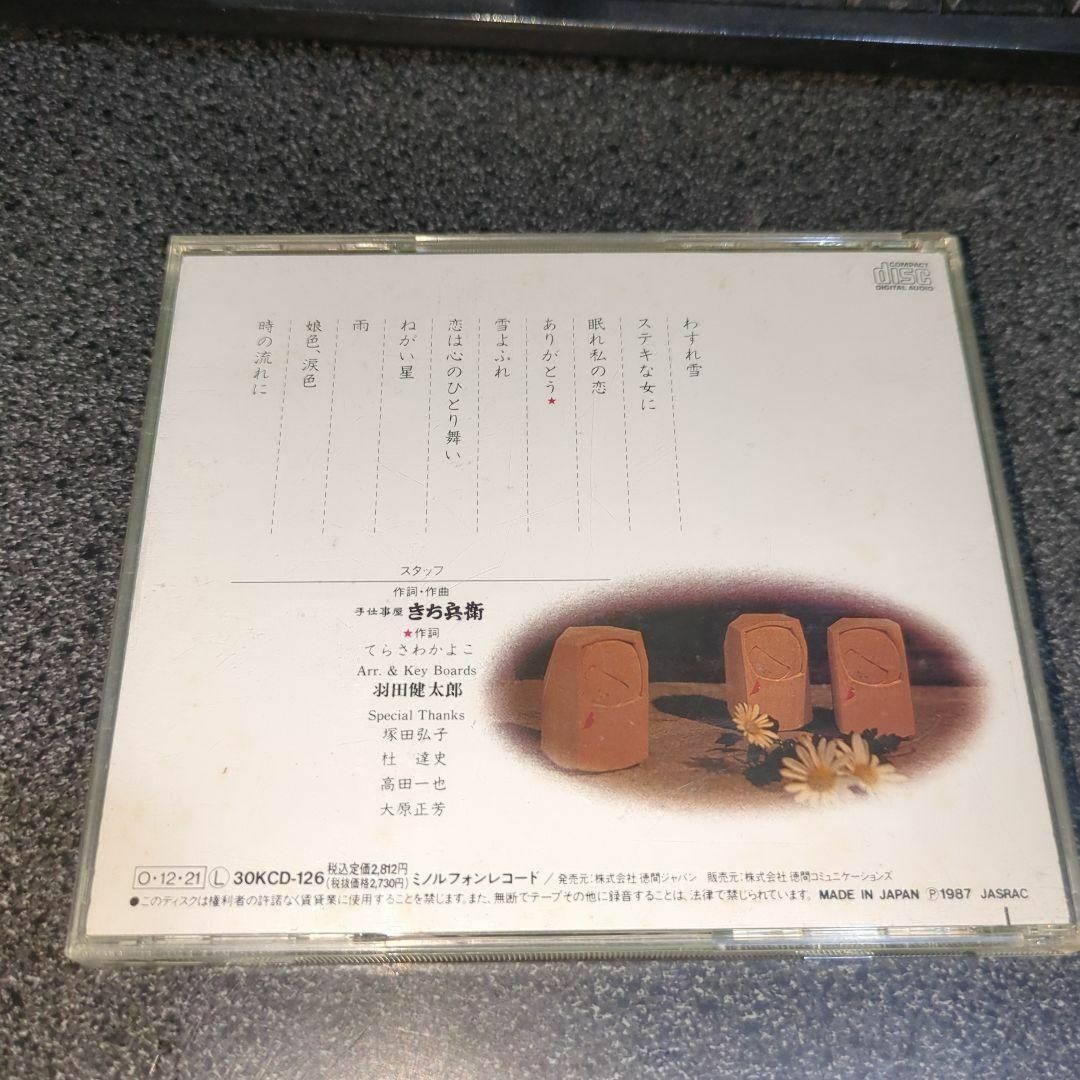 COMPACT
disc
DIGITAL AUDIO
わすれ雪
ステキな女に
眠れ私の恋
ありがとう★
雪よふれ
恋は心のひとり舞い
ねがい星
雨
娘色、涙色
時の流れに
スタッフ
作詞・作曲
手仕事屋 きち兵衛
★作詞
てらさわかよこ
Arr. & Key Boards
羽田健太郎
Special Thanks
塚田弘子
杜 達史
高田一也
大原正芳
O・12・21 Ⓛ 30KCD-126 税込定価2,812円 (税抜価格2,730円) ミノルフォンレコード / 発売元:株式会社 徳間ジャパン 販売元:株式会社 徳間コミュニケーションズ
●このディスクは権利者の許諾なく賃貸業に使用することを禁じます。また、無断でテープその他に録音することは、法律で禁じられています。 MADE IN JAPAN Ⓟ1987 JASRAC